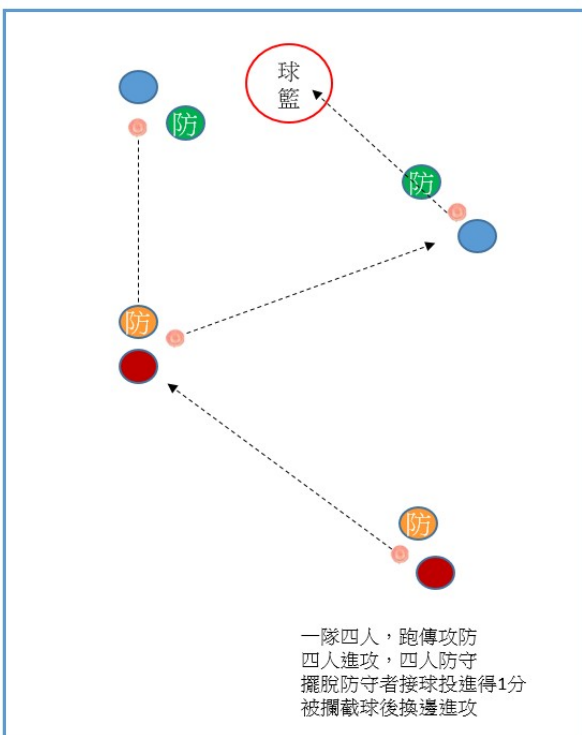 球
籃
防
防
防
防
一隊四人，跑傳攻防
四人進攻，四人防守
擺脫防守者接球投進得1分
被攔截球後換邊進攻